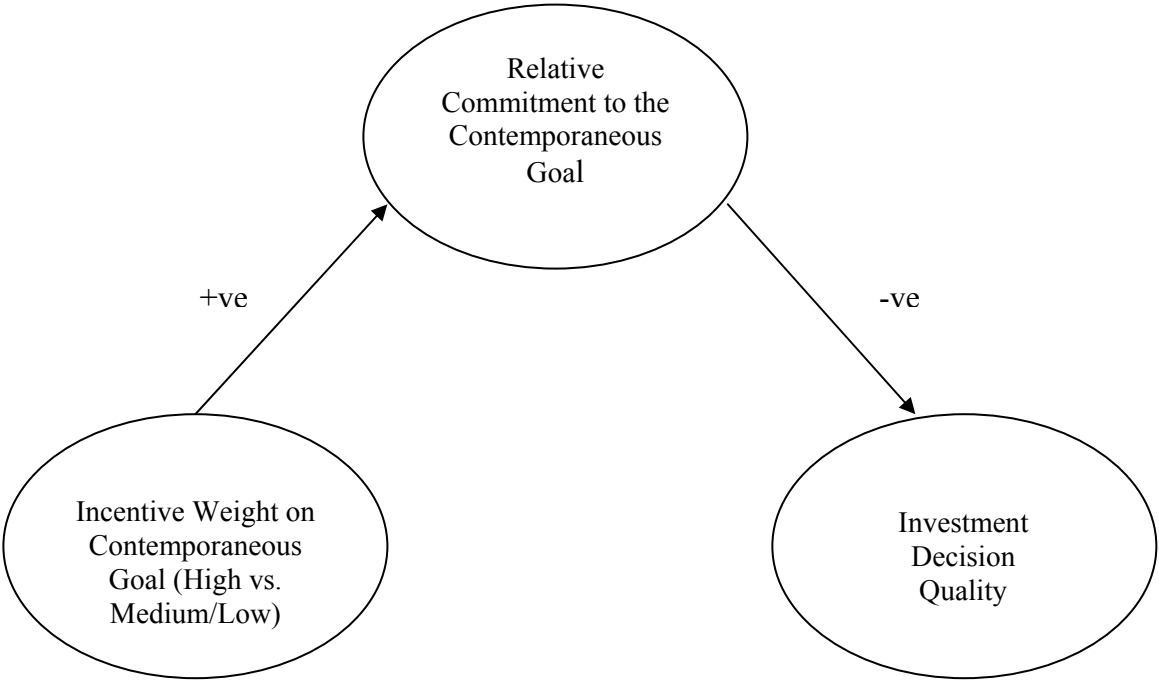 Relative
Commitment to the
Contemporaneous
Goal
+ve
-ve
Incentive Weight on
Contemporaneous
Goal (High vs.
Medium/Low)
Investment
Decision
Quality